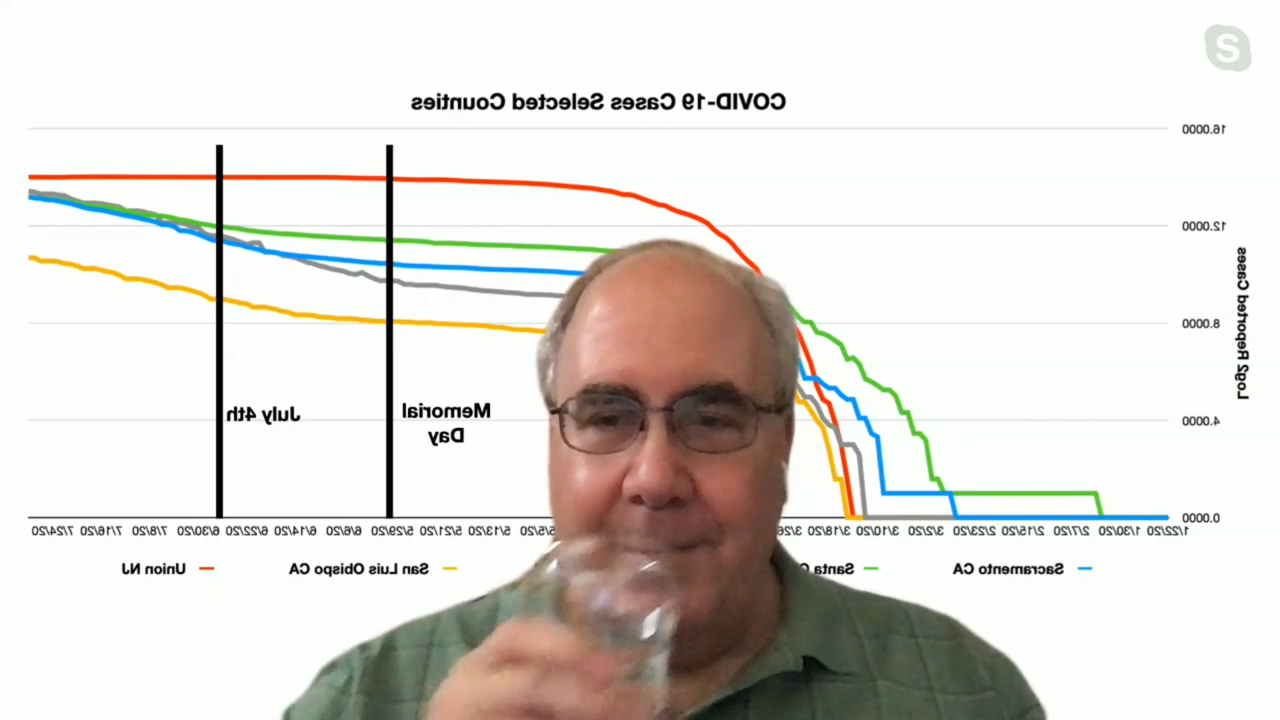 S
COVID-19 Cases Selected Counties
16.0000
12.0000
8.0000
4.0000
0.0000
Log2 Reported Cases
Memorial
Day
July 4th
1/22/20 1/30/20 2/7/20 2/15/20 2/23/20 3/2/20 3/10/20 3/18/20 5/13/20 5/21/20 5/29/20 6/6/20 6/14/20 6/22/20 6/30/20 7/8/20 7/16/20 7/24/20
Sacramento CA Santa San Luis Obispo CA Union NJ